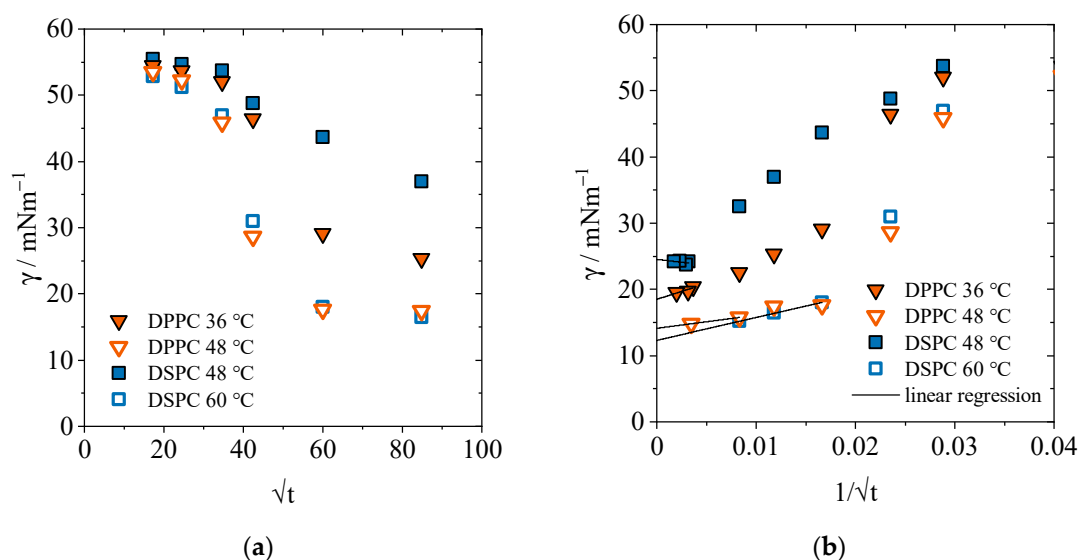 60
50
40
30
20
10
0
γ / mNm⁻¹
DPPC 36 °C
DPPC 48 °C
DSPC 48 °C
DSPC 60 °C
0 20 40 60 80 100
√t
(a)
60
50
40
30
20
10
0
γ / mNm⁻¹
DPPC 36 °C
DPPC 48 °C
DSPC 48 °C
DSPC 60 °C
linear regression
0 0.01 0.02 0.03 0.04
1/√t
(b)